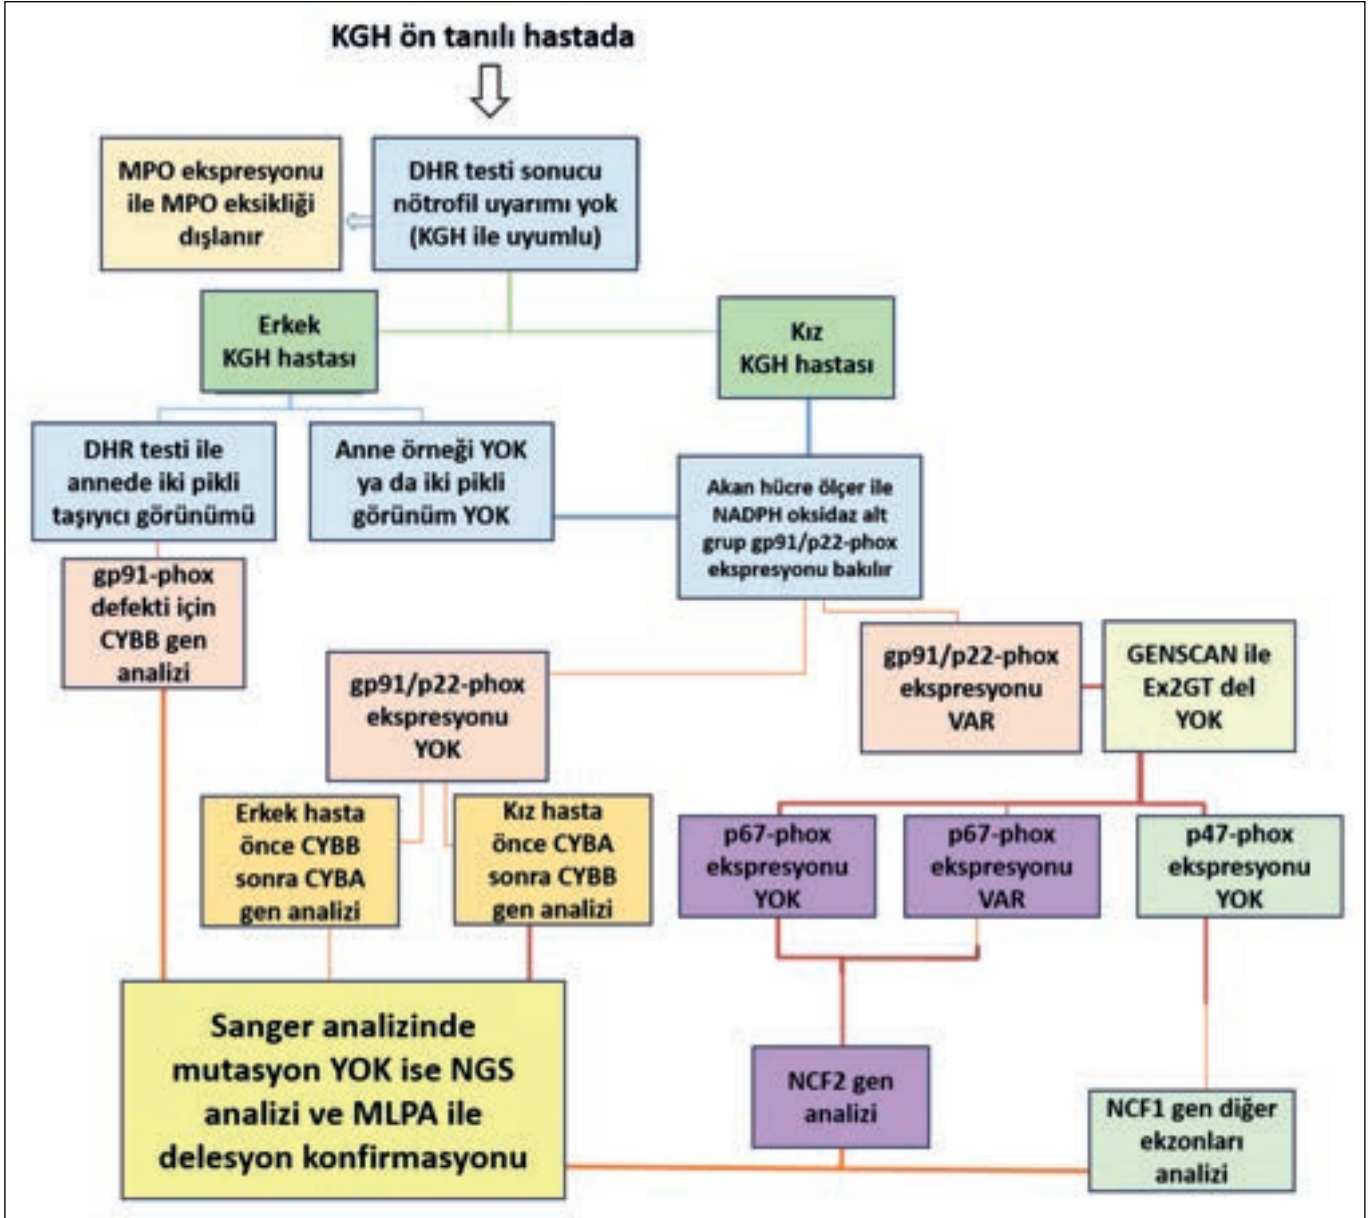 KGH ön tanılı hastada
MPO ekspresyonu
ile MPO eksikliği
dışlanır
DHR testi sonucu
nötrofil uyarımı yok
(KGH ile uyumlu)
Erkek
KGH hastası
Kız
KGH hastası
DHR testi ile
annede iki pikli
taşıyıcı görünümü
Anne örneği YOK
ya da iki pikli
görünüm YOK
Akan hücre ölçer ile
NADPH oksidaz alt
grup gp91/p22-phox
ekspresyonu bakılır
gp91-phox
defekti için
CYBB gen
analizi
gp91/p22-phox
ekspresyonu
YOK
gp91/p22-phox
ekspresyonu
VAR
GENSCAN ile
Ex2GT del
YOK
Erkek hasta
önce CYBB
sonra CYBA
gen analizi
Kız hasta
önce CYBA
sonra CYBB
gen analizi
p67-phox
ekspresyonu
YOK
p67-phox
ekspresyonu
VAR
p47-phox
ekspresyonu
YOK
Sanger analizinde
mutasyon YOK ise NGS
analizi ve MLPA ile
delesyon konfirmasyonu
NCF2 gen
analizi
NCF1 gen diğer
ekzonları
analizi